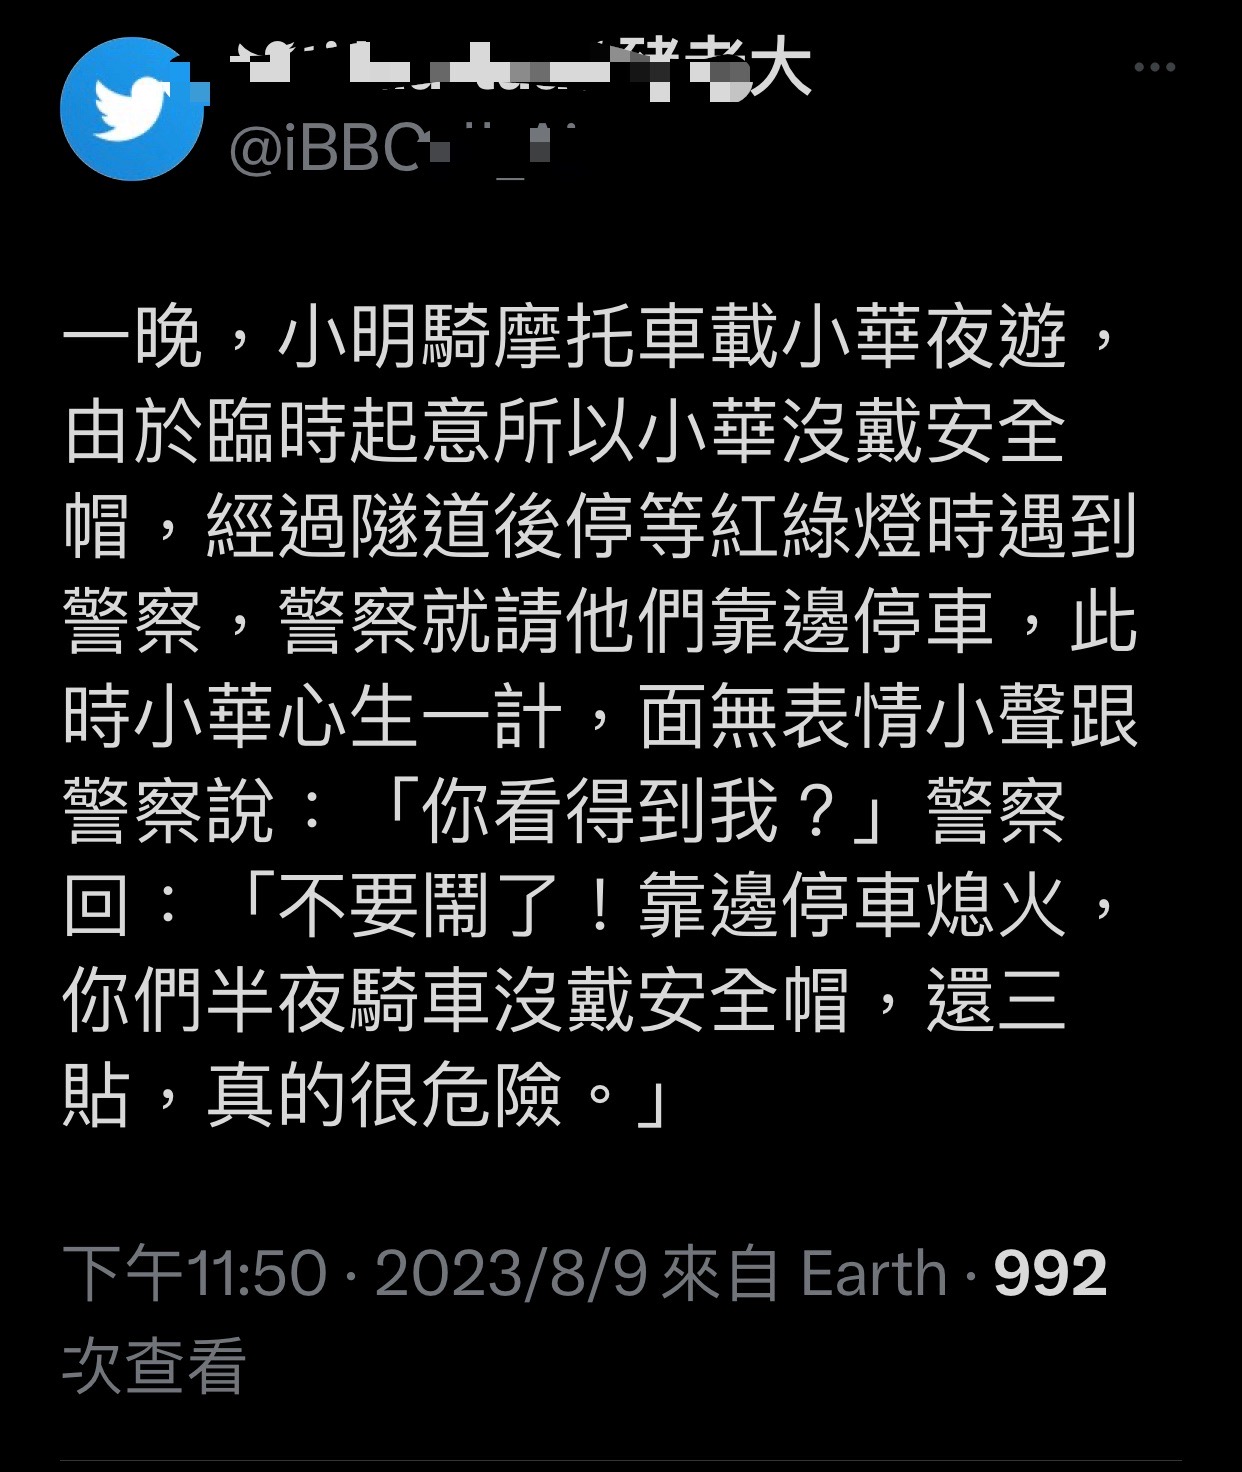 大
@iBBC
一晚，小明騎摩托車載小華夜遊，
由於臨時起意所以小華沒戴安全
帽，經過隧道後停等紅綠燈時遇到
警察，警察就請他們靠邊停車，此
時小華心生一計，面無表情小聲跟
警察說：「你看得到我？」警察
回：「不要鬧了！靠邊停車熄火，
你們半夜騎車沒戴安全帽，還三
貼，真的很危險。」
下午11:50 · 2023/8/9 來自 Earth · 992
次查看